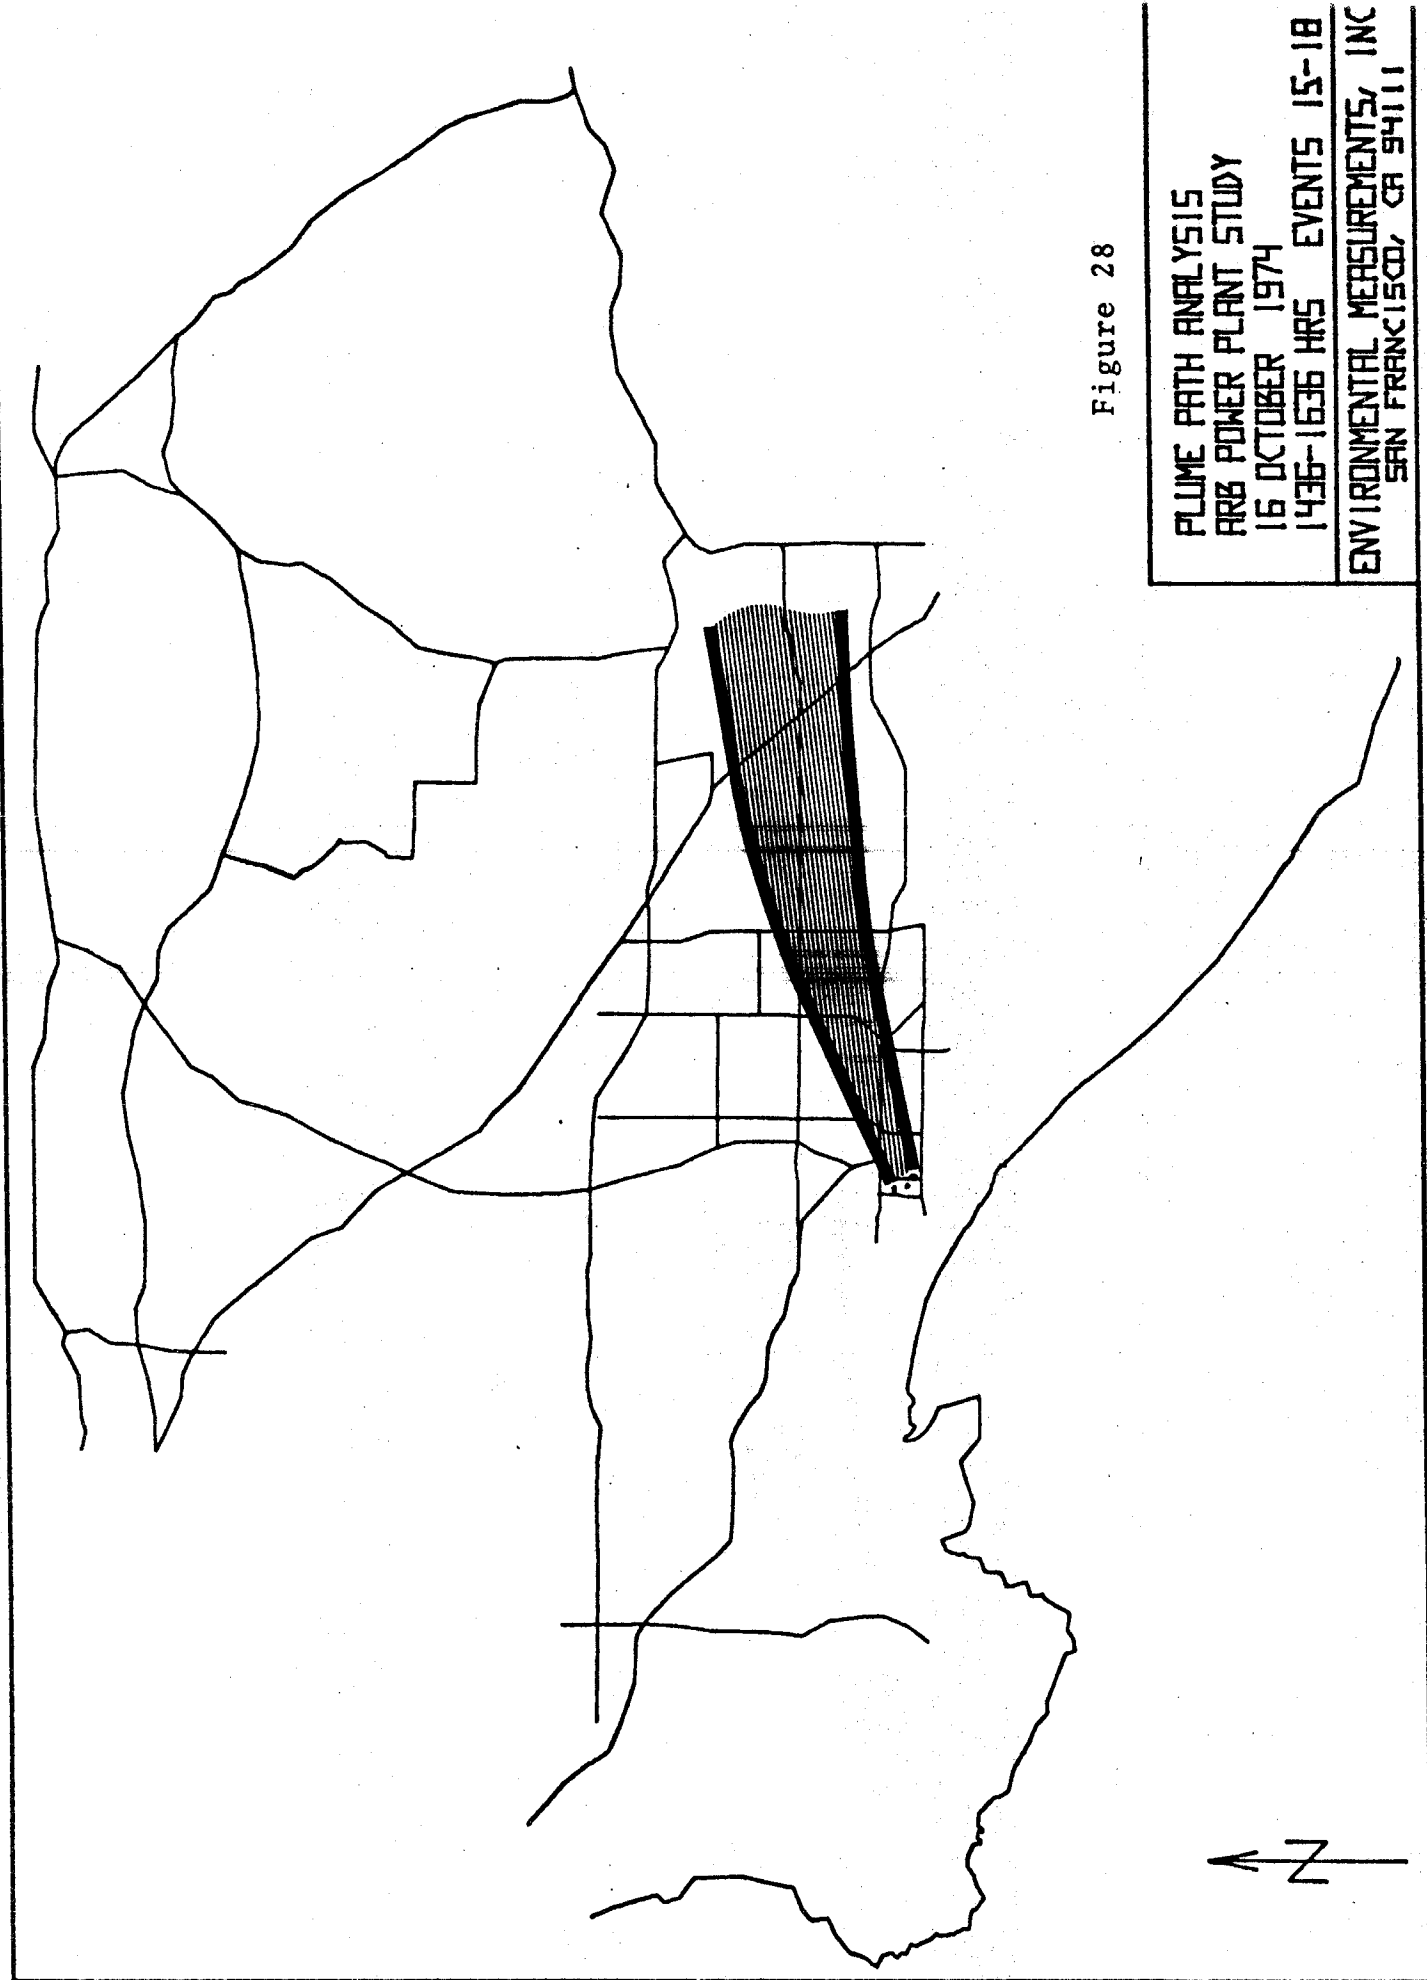 Figure 28
PLUME PATH ANALYSIS
ARB POWER PLANT STUDY
16 OCTOBER 1974
1436-1636 HRS EVENTS 15-18
ENVIRONMENTAL MEASUREMENTS, INC
SAN FRANCISCO, CA 94111
N